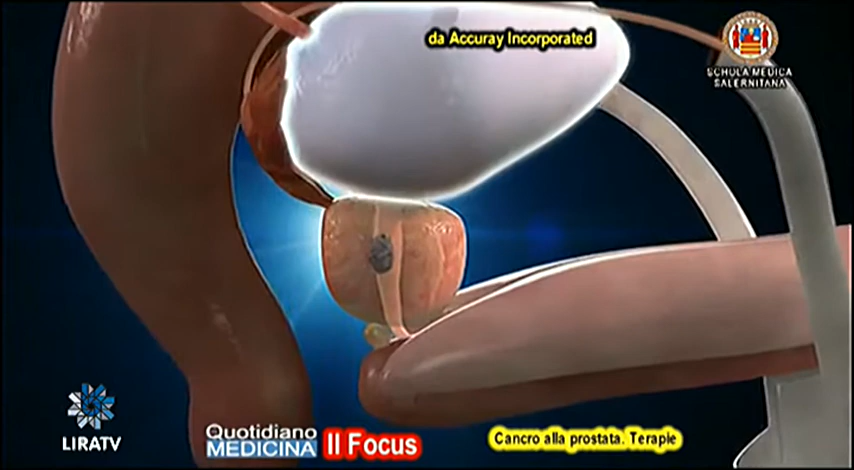 da Accuray Incorporated
SCHOLA MEDICA
SALERNITANA
LIRATV
Quotidiano
MEDICINA
Il Focus
Cancro alla prostata. Terapie